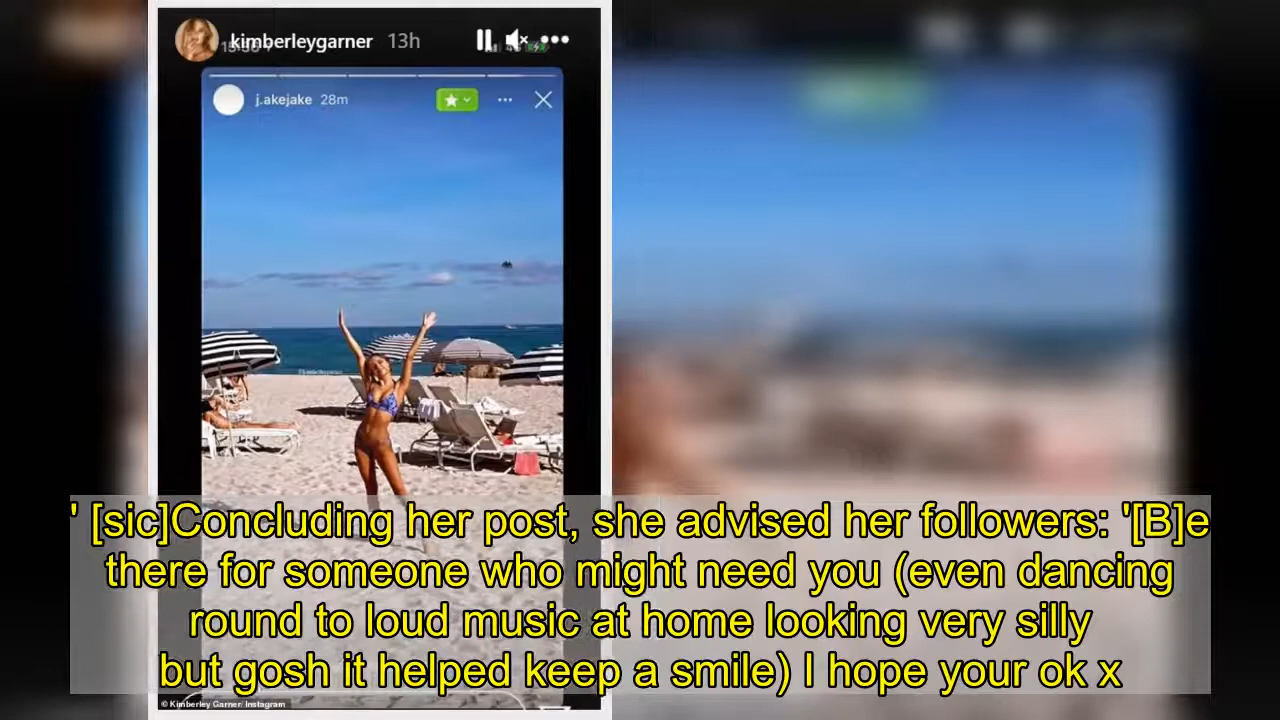 kimberleygarner 13h
j.akejake 28m
' [sic]Concluding her post, she advised her followers: '[B]e
there for someone who might need you (even dancing
round to loud music at home looking very silly
but gosh it helped keep a smile) I hope your ok x
© Kimberley Garner/ Instagram